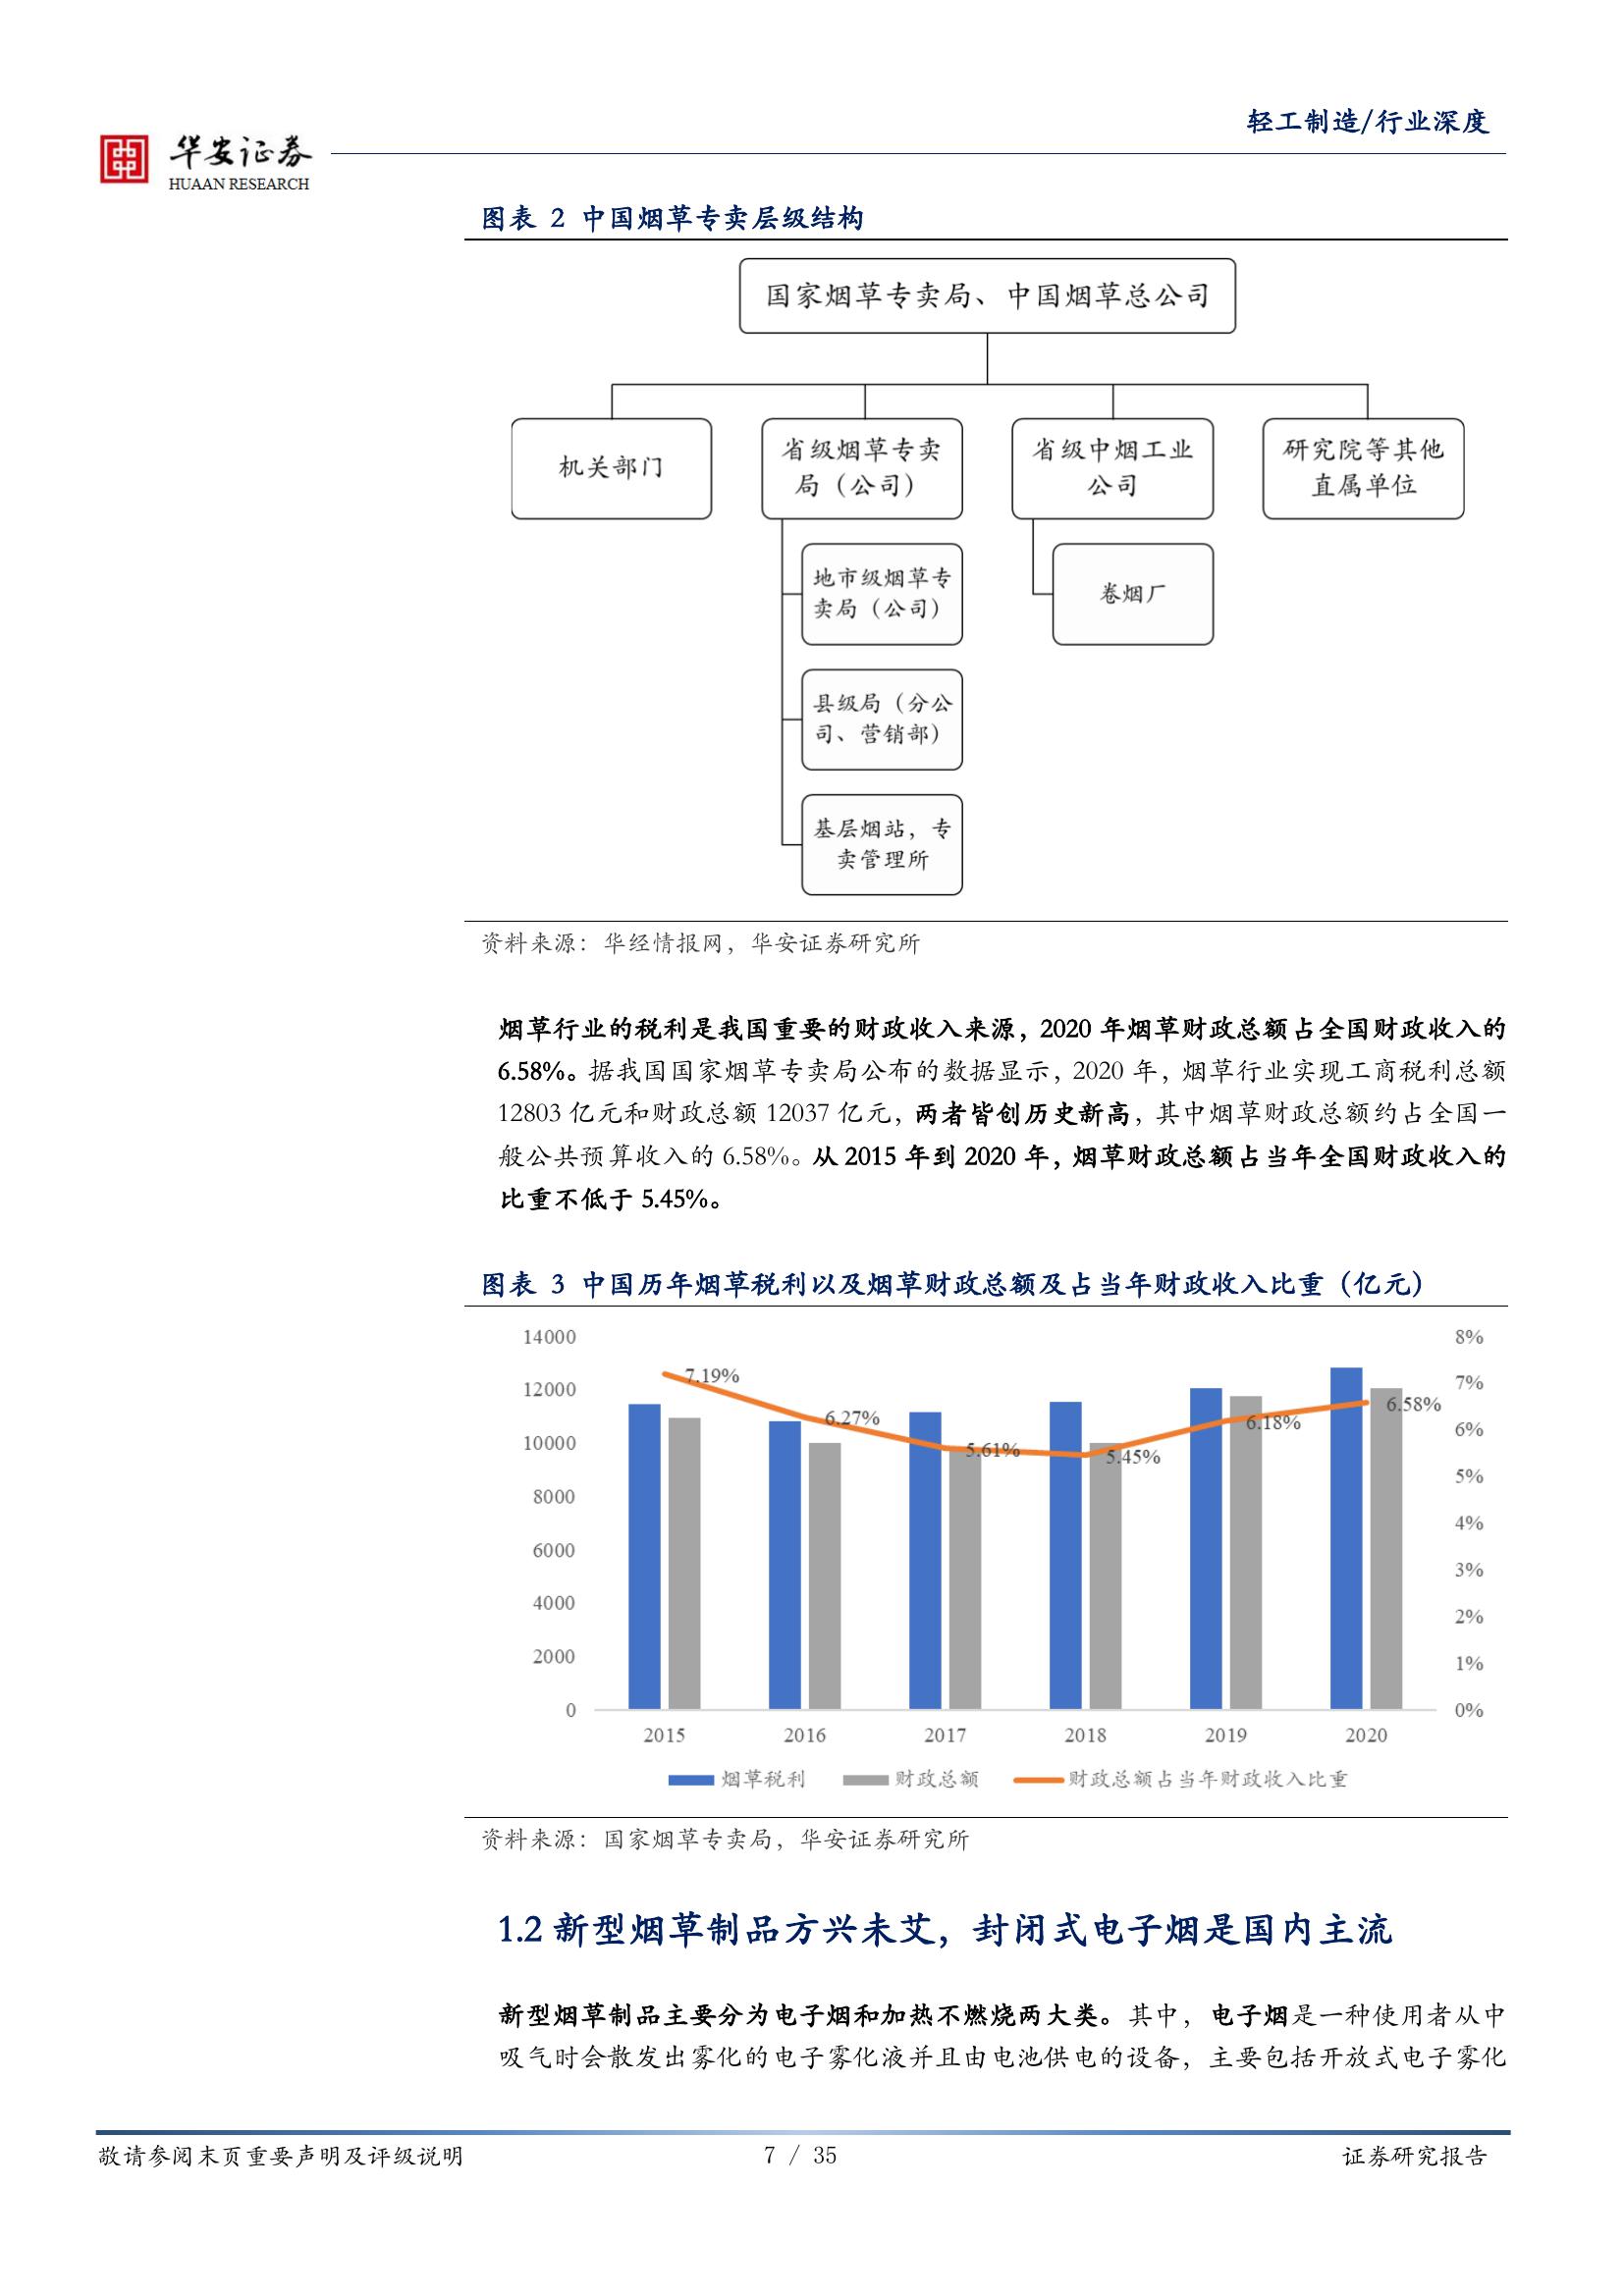 轻工制造/行业深度
华安证券
HUAAN RESEARCH
图表 2 中国烟草专卖层级结构
国家烟草专卖局、中国烟草总公司
机关部门
省级烟草专卖
局（公司）
省级中烟工业
公司
研究院等其他
直属单位
地市级烟草专
卖局（公司）
卷烟厂
县级局（分公
司、营销部）
基层烟站，专
卖管理所
资料来源：华经情报网，华安证券研究所
烟草行业的税利是我国重要的财政收入来源，2020 年烟草财政总额占全国财政收入的
6.58%。据我国国家烟草专卖局公布的数据显示，2020 年，烟草行业实现工商税利总额
12803 亿元和财政总额 12037 亿元，两者皆创历史新高，其中烟草财政总额约占全国一
般公共预算收入的 6.58%。从 2015 年到 2020 年，烟草财政总额占当年全国财政收入的
比重不低于 5.45%。
图表 3 中国历年烟草税利以及烟草财政总额及占当年财政收入比重（亿元）
14000
12000
10000
8000
6000
4000
2000
0
8%
7%
6%
5%
4%
3%
2%
1%
0%
7.19%
6.27%
5.61%
5.45%
6.18%
6.58%
2015 2016 2017 2018 2019 2020
烟草税利 财政总额 财政总额占当年财政收入比重
资料来源：国家烟草专卖局，华安证券研究所
1.2 新型烟草制品方兴未艾，封闭式电子烟是国内主流
新型烟草制品主要分为电子烟和加热不燃烧两大类。其中，电子烟是一种使用者从中
吸气时会散发出雾化的电子雾化液并且由电池供电的设备，主要包括开放式电子雾化
敬请参阅末页重要声明及评级说明 7 / 35 证券研究报告